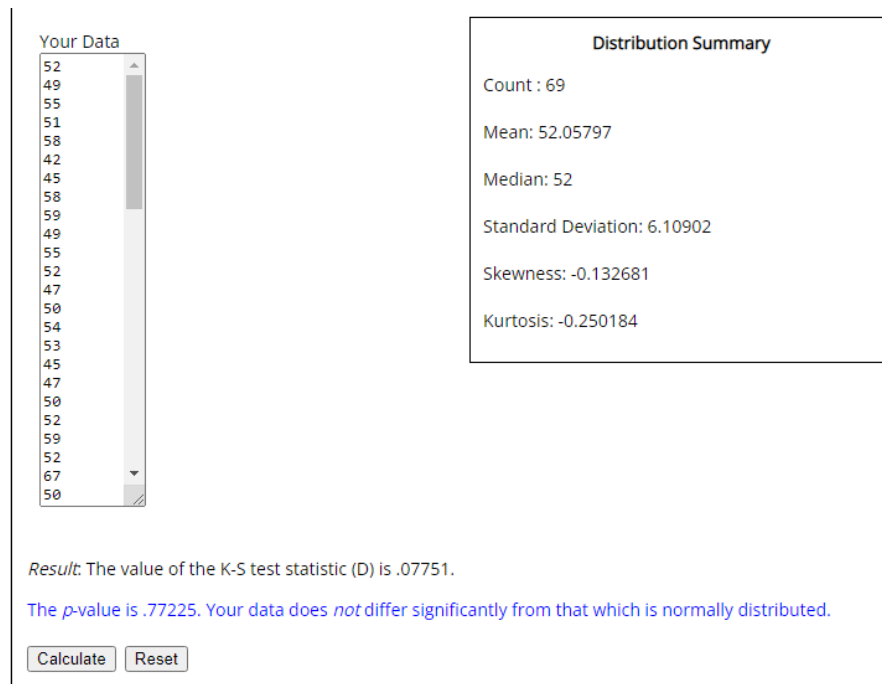 Your Data
52
49
55
51
58
42
45
58
59
49
55
52
47
50
54
53
45
47
50
52
59
52
67
50
Distribution Summary
Count : 69
Mean: 52.05797
Median: 52
Standard Deviation: 6.10902
Skewness: -0.132681
Kurtosis: -0.250184
Result: The value of the K-S test statistic (D) is .07751.
The p-value is .77225. Your data does not differ significantly from that which is normally distributed.
Calculate Reset